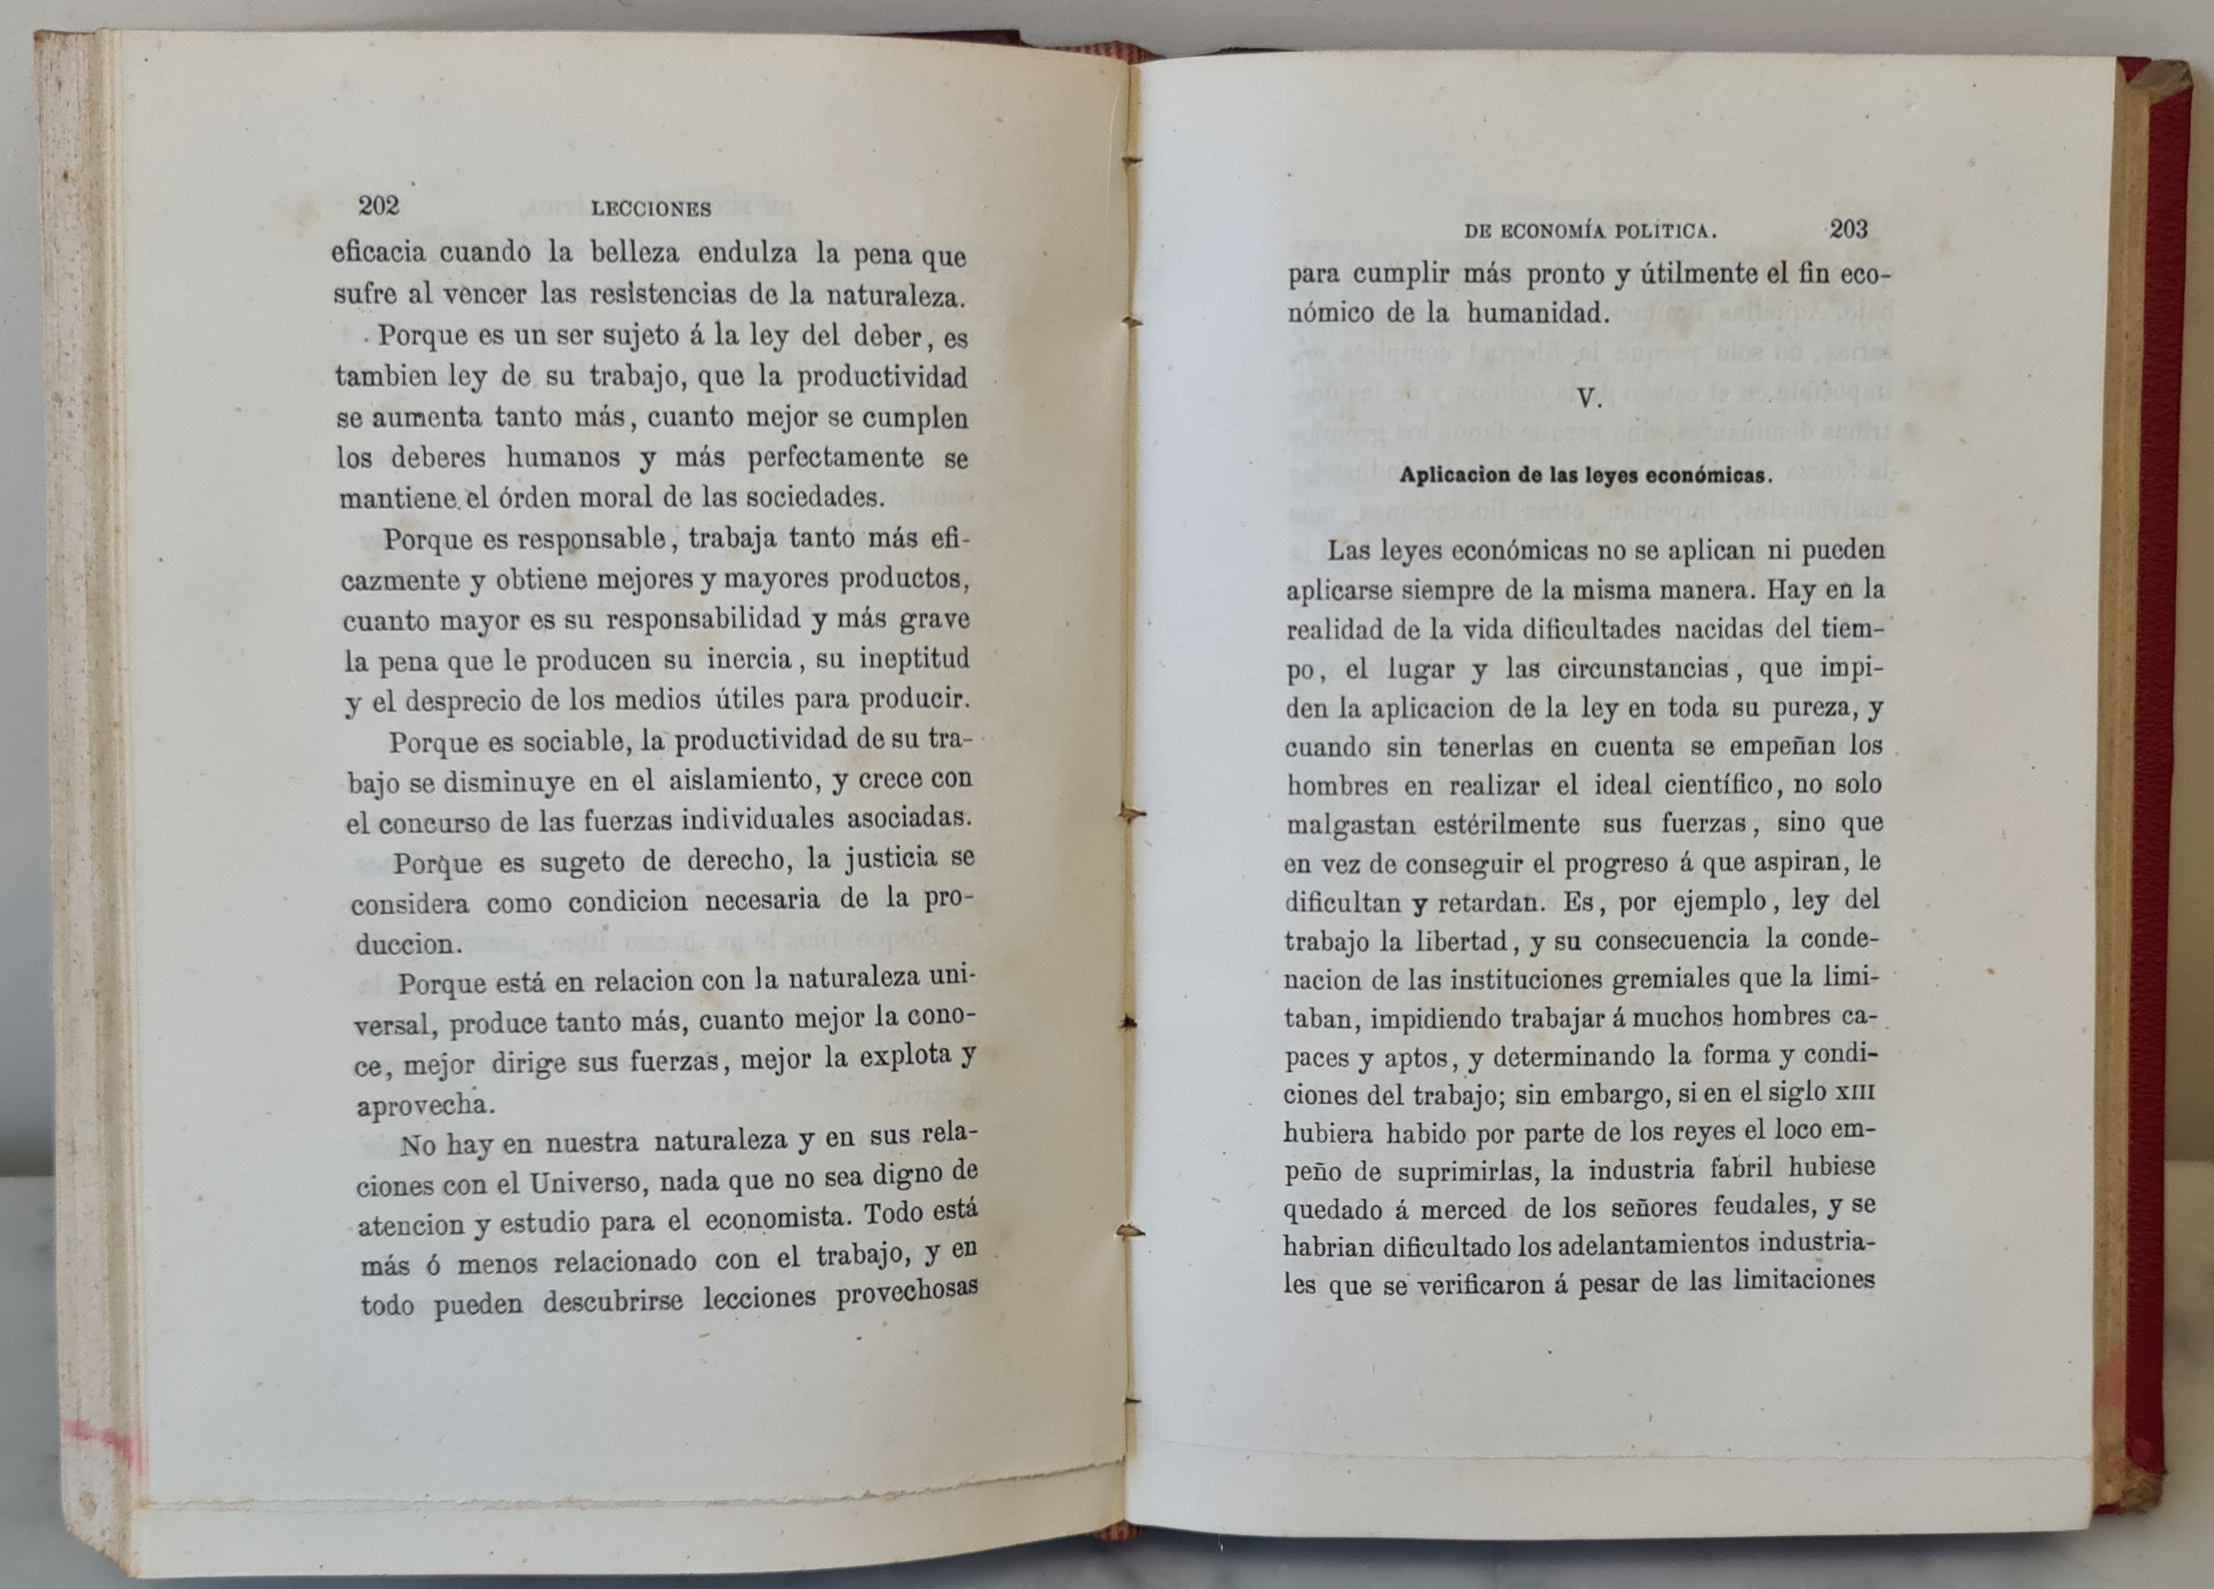 202 LECCIONES
eficacia cuando la belleza endulza la pena que
sufre al vencer las resistencias de la naturaleza.
Porque es un ser sujeto á la ley del deber, es
tambien ley de su trabajo, que la productividad
se aumenta tanto más, cuanto mejor se cumplen
los deberes humanos y más perfectamente se
mantiene el órden moral de las sociedades.
Porque es responsable, trabaja tanto más efi-
cazmente y obtiene mejores y mayores productos,
cuanto mayor es su responsabilidad y más grave
la pena que le producen su inercia, su ineptitud
y el desprecio de los medios útiles para producir.
Porque es sociable, la productividad de su tra-
bajo se disminuye en el aislamiento, y crece con
el concurso de las fuerzas individuales asociadas.
Porque es sugeto de derecho, la justicia se
considera como condicion necesaria de la pro-
duccion.
Porque está en relacion con la naturaleza uni-
versal, produce tanto más, cuanto mejor la cono-
ce, mejor dirige sus fuerzas, mejor la explota y
aprovecha.
No hay en nuestra naturaleza y en sus rela-
ciones con el Universo, nada que no sea digno de
atencion y estudio para el economista. Todo está
más ó menos relacionado con el trabajo, y en
todo pueden descubrirse lecciones provechosas
DE ECONOMÍA POLÍTICA. 203
para cumplir más pronto y útilmente el fin eco-
nómico de la humanidad.
V.
Aplicacion de las leyes económicas.
Las leyes económicas no se aplican ni pueden
aplicarse siempre de la misma manera. Hay en la
realidad de la vida dificultades nacidas del tiem-
po, el lugar y las circunstancias, que impi-
den la aplicacion de la ley en toda su pureza, y
cuando sin tenerlas en cuenta se empeñan los
hombres en realizar el ideal científico, no solo
malgastan estérilmente sus fuerzas, sino que
en vez de conseguir el progreso á que aspiran, le
dificultan y retardan. Es, por ejemplo, ley del
trabajo la libertad, y su consecuencia la conde-
nacion de las instituciones gremiales que la limi-
taban, impidiendo trabajar á muchos hombres ca-
paces y aptos, y determinando la forma y condi-
ciones del trabajo; sin embargo, si en el siglo XIII
hubiera habido por parte de los reyes el loco em-
peño de suprimirlas, la industria fabril hubiese
quedado á merced de los señores feudales, y se
habrian dificultado los adelantamientos industria-
les que se verificaron á pesar de las limitaciones